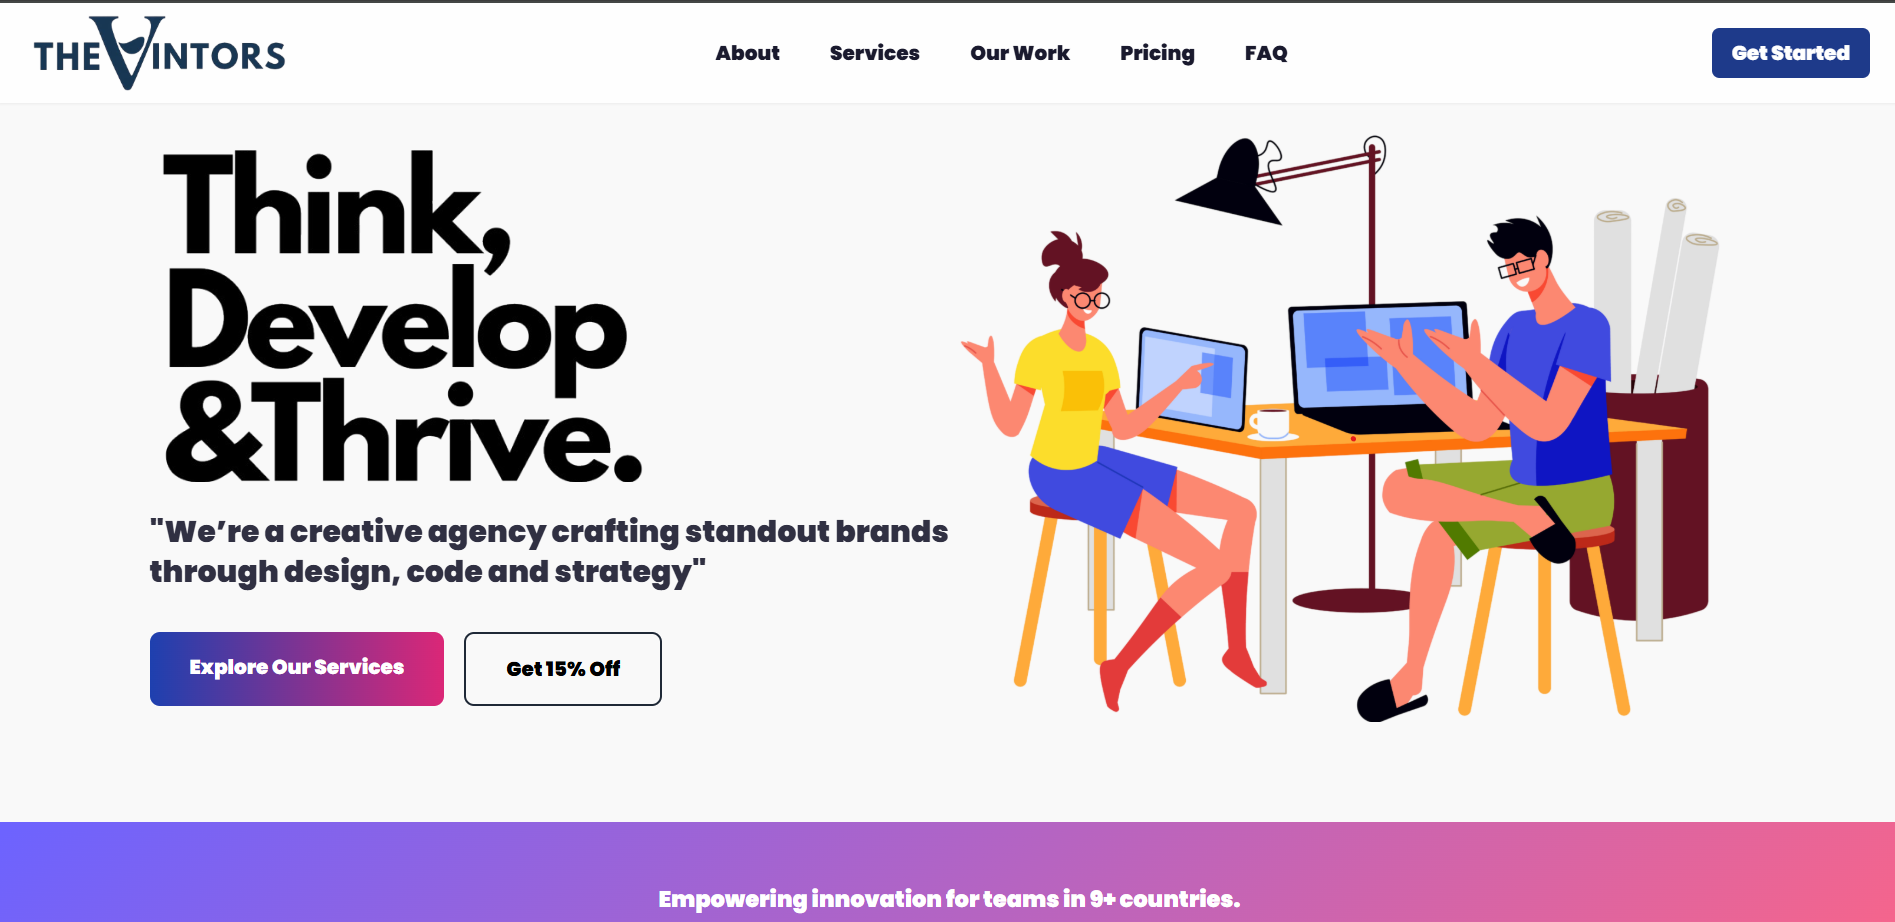 THE VINTORS
About Services Our Work Pricing FAQ
Get Started
Think,
Develop
&Thrive.
"We’re a creative agency crafting standout brands
through design, code and strategy"
Explore Our Services
Get 15% Off
Empowering innovation for teams in 9+ countries.